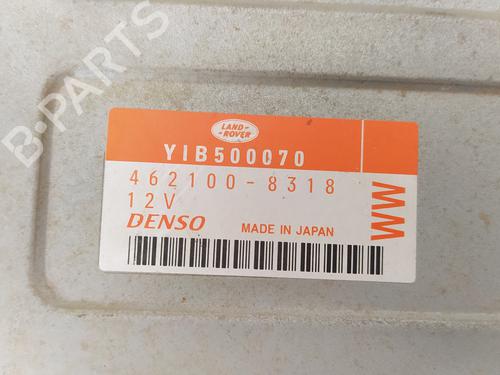 B-PARTS
LAND-
ROVER
YIB500070
462100-8318
12V
DENSO
MADE IN JAPAN
WW